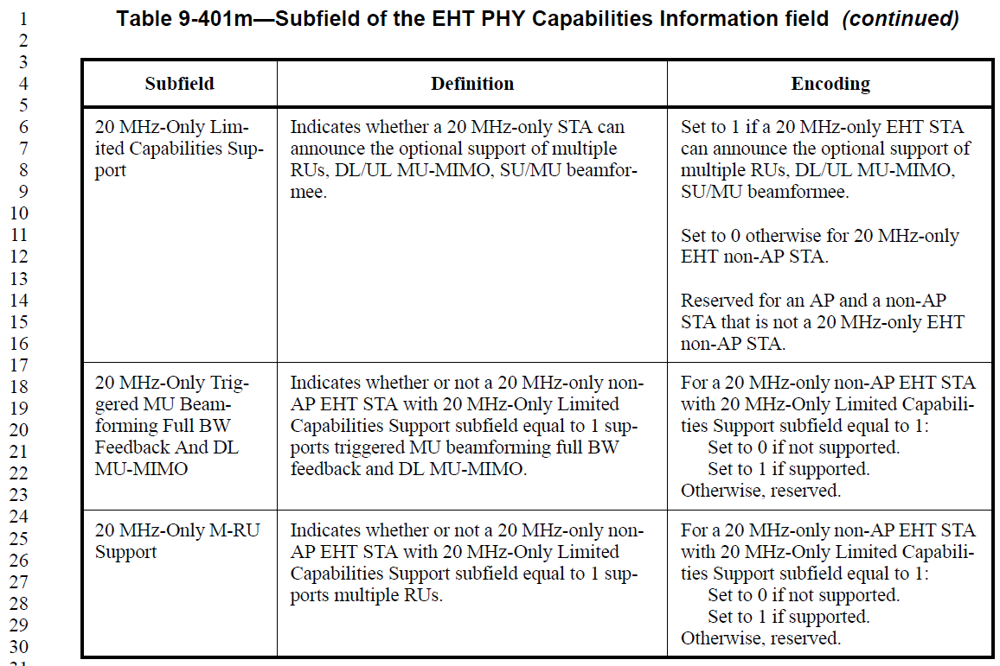 Table 9-401m—Subfield of the EHT PHY Capabilities Information field (continued)
1
2
3
4
5
6
7
8
9
10
11
12
13
14
15
16
17
18
19
20
21
22
23
24
25
26
27
28
29
30
Subfield
Definition
Encoding
20 MHz-Only Lim-
ited Capabilities Sup-
port
Indicates whether a 20 MHz-only STA can
announce the optional support of multiple
RUs, DL/UL MU-MIMO, SU/MU beamfor-
mee.
Set to 1 if a 20 MHz-only EHT STA
can announce the optional support of
multiple RUs, DL/UL MU-MIMO,
SU/MU beamformee.
Set to 0 otherwise for 20 MHz-only
EHT non-AP STA.
Reserved for an AP and a non-AP
STA that is not a 20 MHz-only EHT
non-AP STA.
20 MHz-Only Trig-
gered MU Beam-
forming Full BW
Feedback And DL
MU-MIMO
Indicates whether or not a 20 MHz-only non-
AP EHT STA with 20 MHz-Only Limited
Capabilities Support subfield equal to 1 sup-
ports triggered MU beamforming full BW
feedback and DL MU-MIMO.
For a 20 MHz-only non-AP EHT STA
with 20 MHz-Only Limited Capabili-
ties Support subfield equal to 1:
Set to 0 if not supported.
Set to 1 if supported.
Otherwise, reserved.
20 MHz-Only M-RU
Support
Indicates whether or not a 20 MHz-only non-
AP EHT STA with 20 MHz-Only Limited
Capabilities Support subfield equal to 1 sup-
ports multiple RUs.
For a 20 MHz-only non-AP EHT STA
with 20 MHz-Only Limited Capabili-
ties Support subfield equal to 1:
Set to 0 if not supported.
Set to 1 if supported.
Otherwise, reserved.